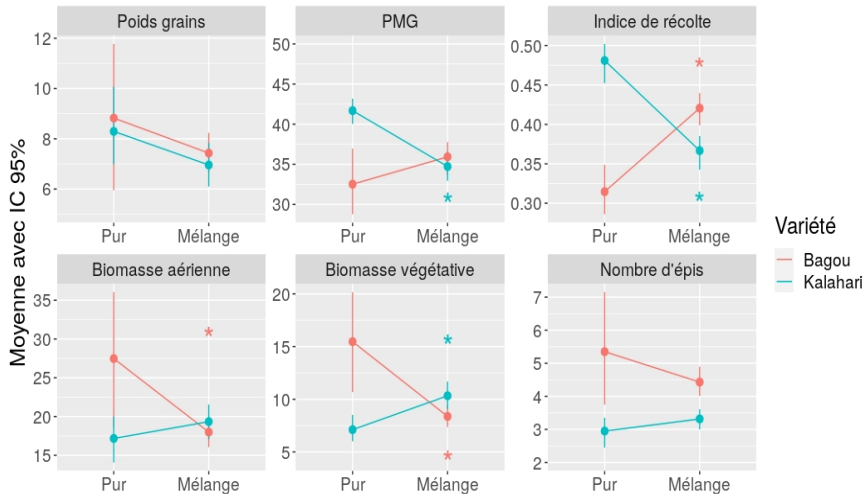 Poids grains
PMG
Indice de récolte
12
10
8
6
50
45
40
35
30
0.50
0.45
0.40
0.35
0.30
*
*
*
Pur
Mélange
Pur
Mélange
Pur
Mélange
Moyenne avec IC 95%
Biomasse aérienne
Biomasse végétative
Nombre d'épis
35
30
25
20
15
20
15
10
5
7
6
5
4
3
2
*
*
*
Pur
Mélange
Pur
Mélange
Pur
Mélange
Variété
Bagou
Kalahari